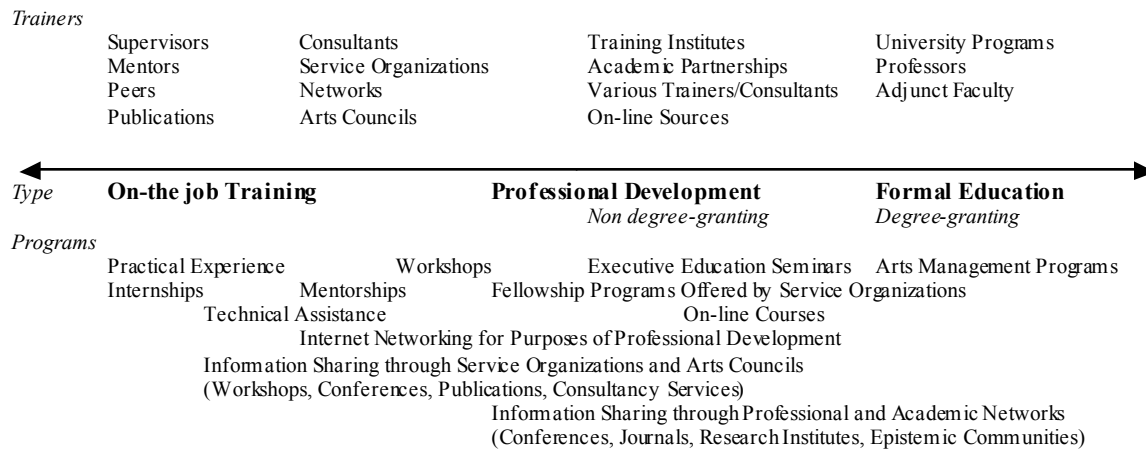 Trainers
Supervisors Consultants Training Institutes University Programs
Mentors Service Organizations Academic Partnerships Professors
Peers Networks Various Trainers/Consultants Adjunct Faculty
Publications Arts Councils On-line Sources
Type On-the job Training Professional Development Formal Education
Non degree-granting Degree-granting
Programs
Practical Experience Workshops Executive Education Seminars Arts Management Programs
Internships Mentorships Fellowship Programs Offered by Service Organizations
Technical Assistance On-line Courses
Internet Networking for Purposes of Professional Development
Information Sharing through Service Organizations and Arts Councils
(Workshops, Conferences, Publications, Consultancy Services)
Information Sharing through Professional and Academic Networks
(Conferences, Journals, Research Institutes, Epistemic Communities)